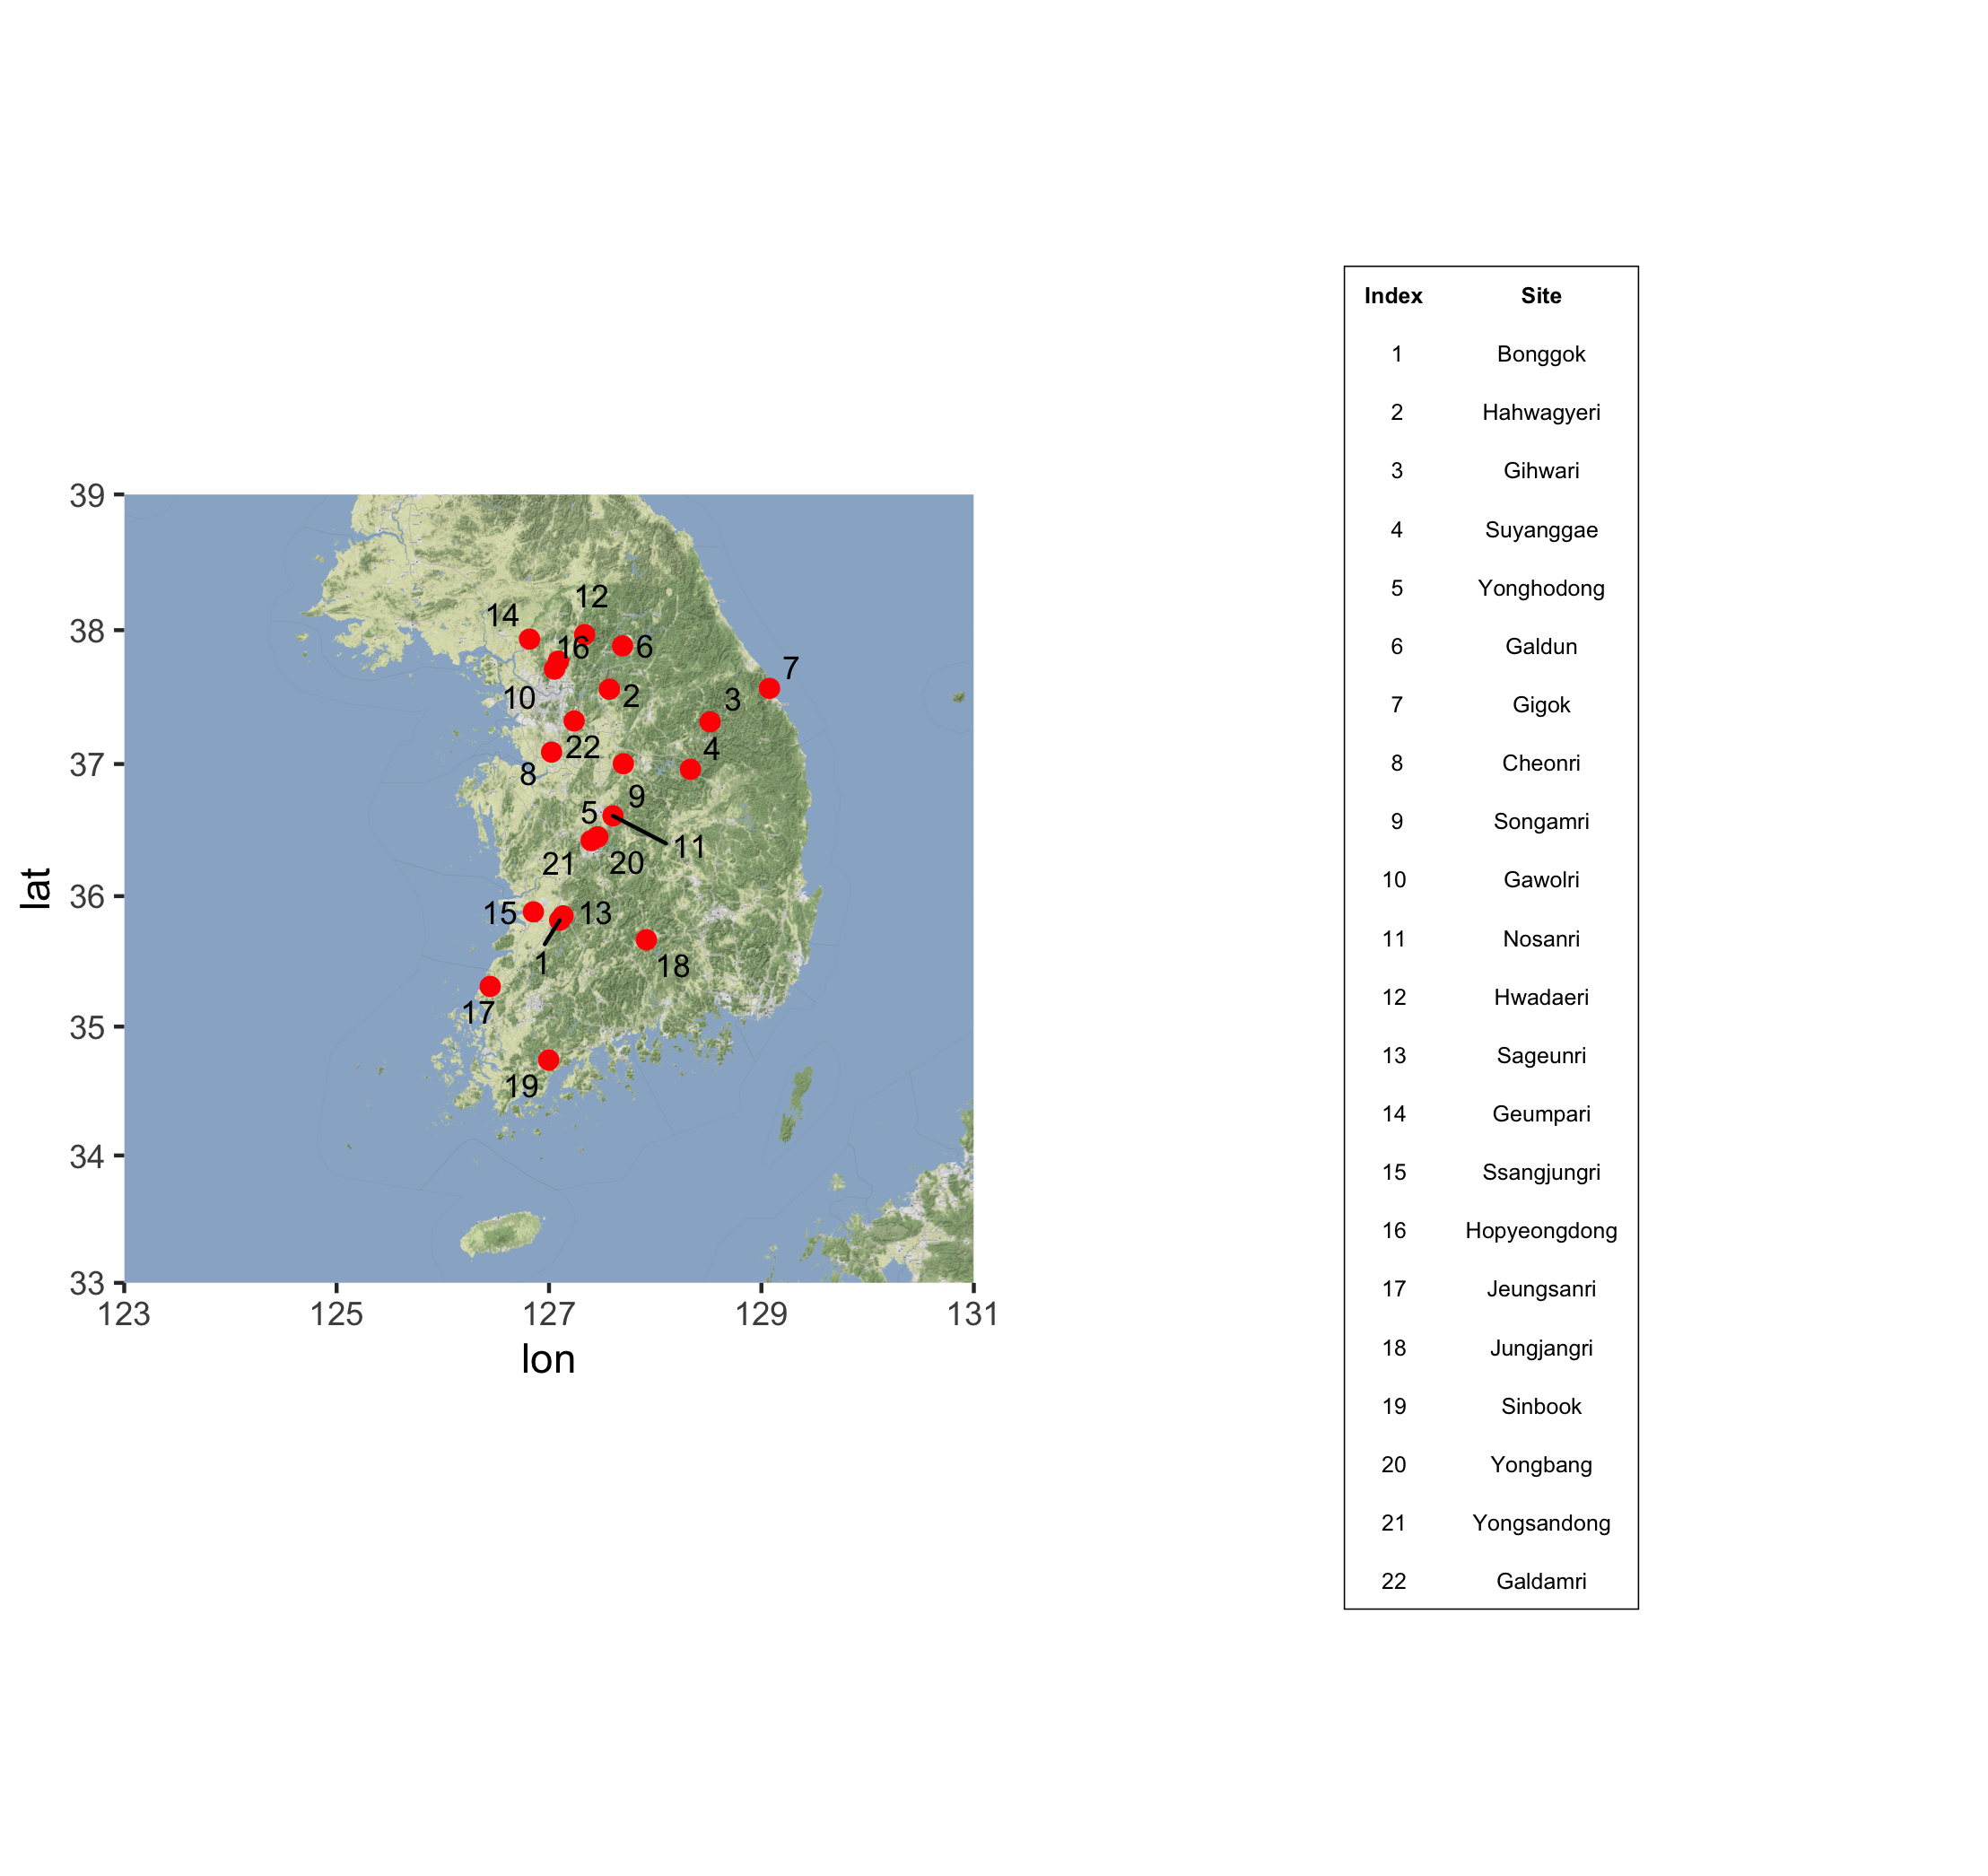 39
38
37
36
35
34
33
lat
123 125 127 129 131
lon
12
14
16
6
7
10
2
3
22
4
8
9
5
11
21
20
15
13
1
18
17
19
Index Site
1 Bonggok
2 Hahwagyeri
3 Gihwari
4 Suyanggae
5 Yonghodong
6 Galdun
7 Gigok
8 Cheonri
9 Songamri
10 Gawolri
11 Nosanri
12 Hwadaeri
13 Sageunri
14 Geumpari
15 Ssangjungri
16 Hopyeongdong
17 Jeungsanri
18 Jungjangri
19 Sinbook
20 Yongbang
21 Yongsandong
22 Galdamri